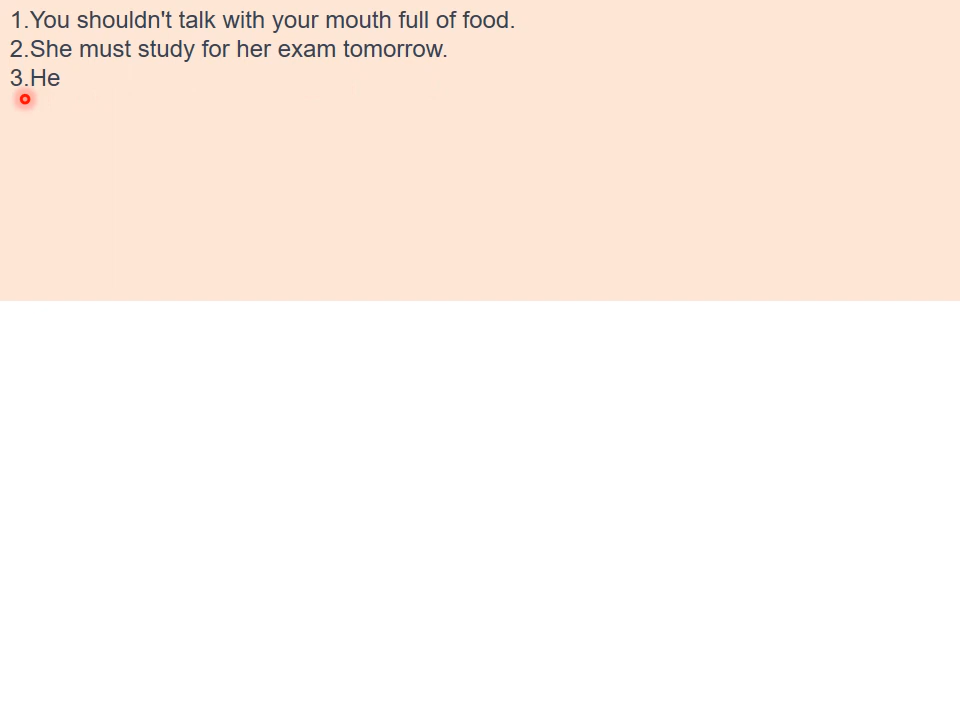 1.You shouldn't talk with your mouth full of food.
2.She must study for her exam tomorrow.
3.He